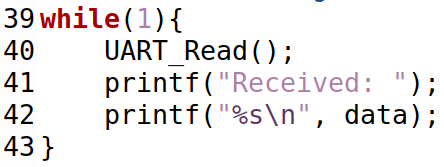 39 while(1){
40     UART_Read();
41     printf("Received: ");
42     printf("%s\n", data);
43 }